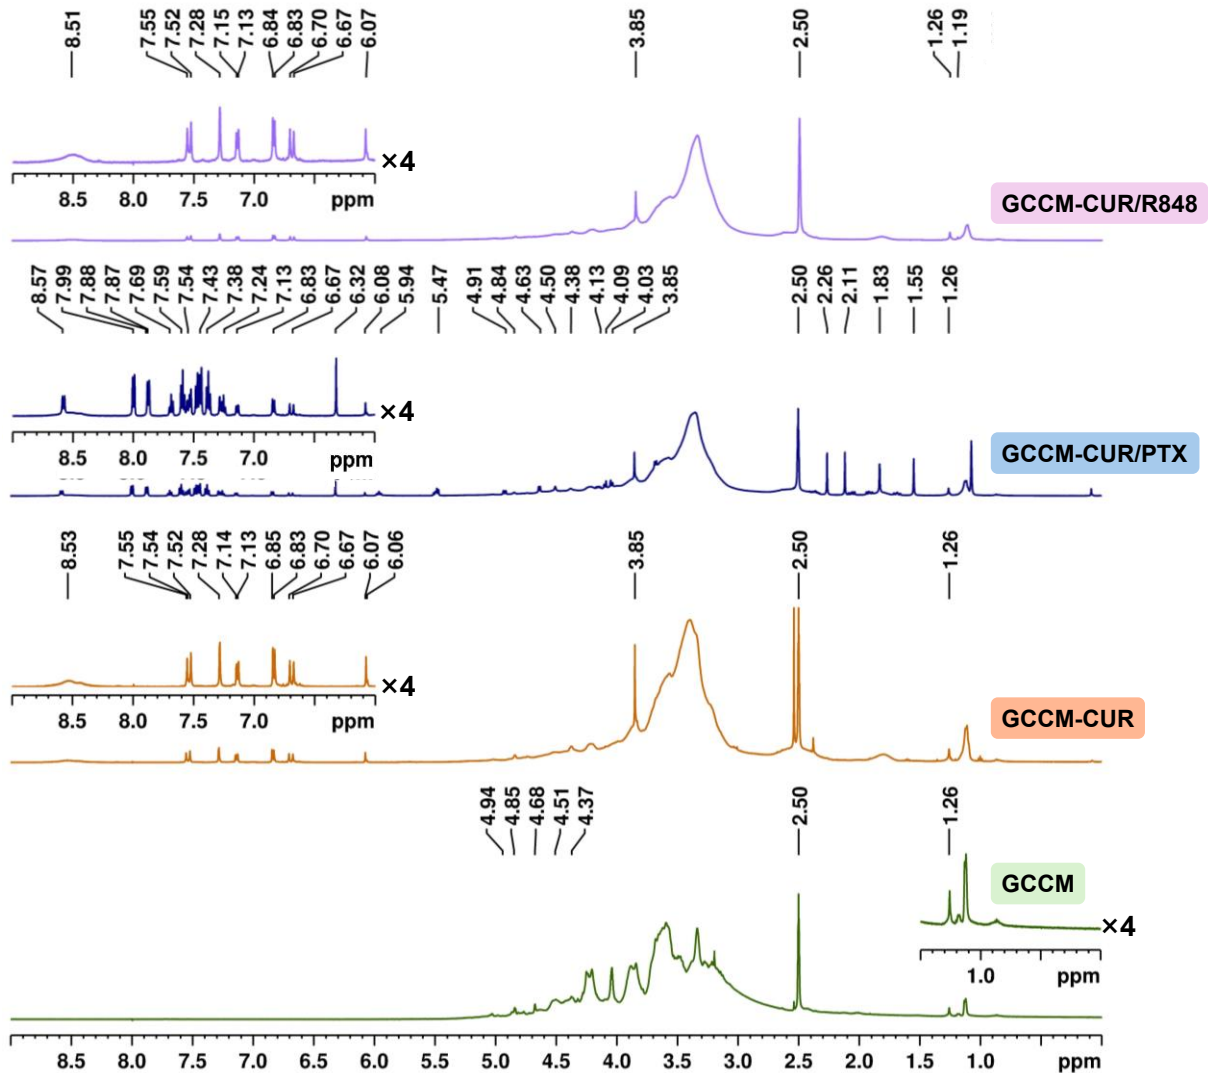 8.51 7.55 7.52 7.28 7.15 7.13 6.84 6.83 6.70 6.67 6.07 3.85 2.50 1.26 1.19
×4
8.5 8.0 7.5 7.0 ppm
GCCM-CUR/R848
8.57 7.99 7.88 7.87 7.69 7.59 7.54 7.43 7.38 7.24 7.13 6.83 6.67 6.32 6.08 5.94 5.47 4.91 4.84 4.63 4.50 4.38 4.13 4.09 4.03 3.85 2.50 2.26 2.11 1.83 1.55 1.26
×4
8.5 8.0 7.5 7.0 ppm
GCCM-CUR/PTX
8.53 7.55 7.54 7.52 7.28 7.14 7.13 6.85 6.83 6.70 6.67 6.07 6.06 3.85 2.50 1.26
×4
8.5 8.0 7.5 7.0 ppm
GCCM-CUR
4.94 4.85 4.68 4.51 4.37 2.50 1.26
GCCM
×4
1.0 ppm
8.5 8.0 7.5 7.0 6.5 6.0 5.5 5.0 4.5 4.0 3.5 3.0 2.5 2.0 1.5 1.0 ppm